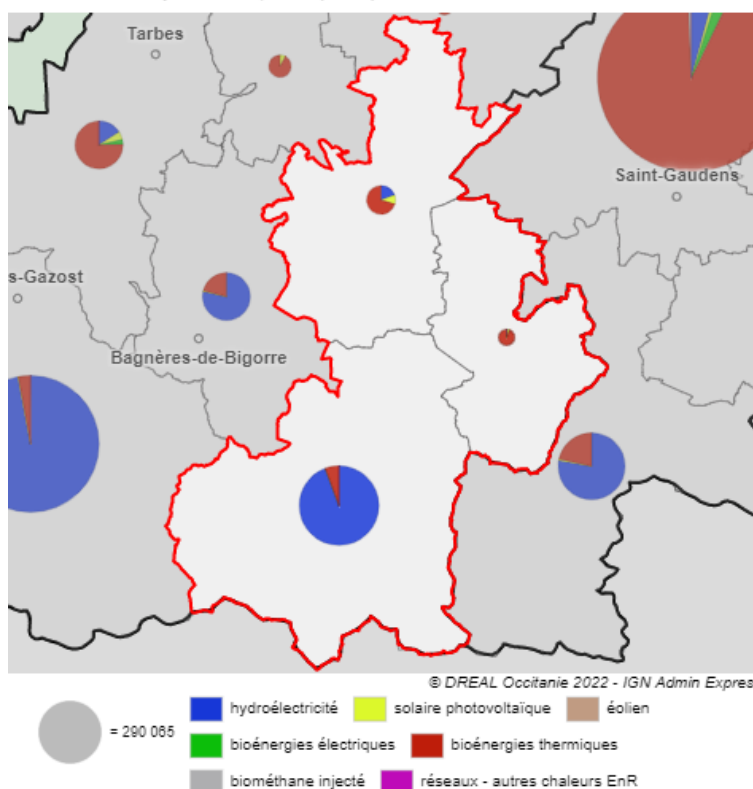 Tarbes
Saint-Gaudens
s-Gazost
Bagnères-de-Bigorre
© DREAL Occitanie 2022 - IGN Admin Expres
= 290 065
hydroélectricité
solaire photovoltaïque
éolien
bioénergies électriques
bioénergies thermiques
biométhane injecté
réseaux - autres chaleurs EnR